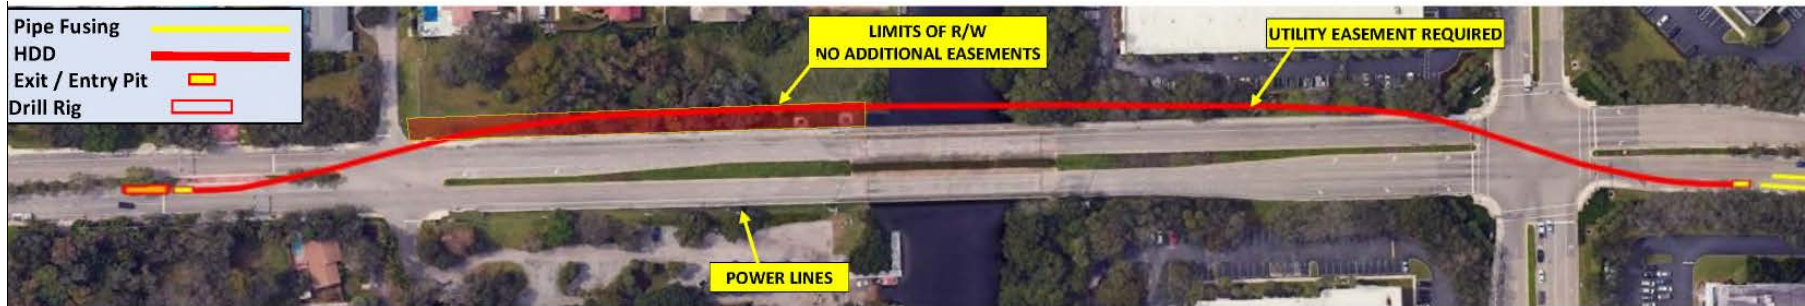 Pipe Fusing
HDD
Exit / Entry Pit
Drill Rig
LIMITS OF R/W
NO ADDITIONAL EASEMENTS
UTILITY EASEMENT REQUIRED
POWER LINES